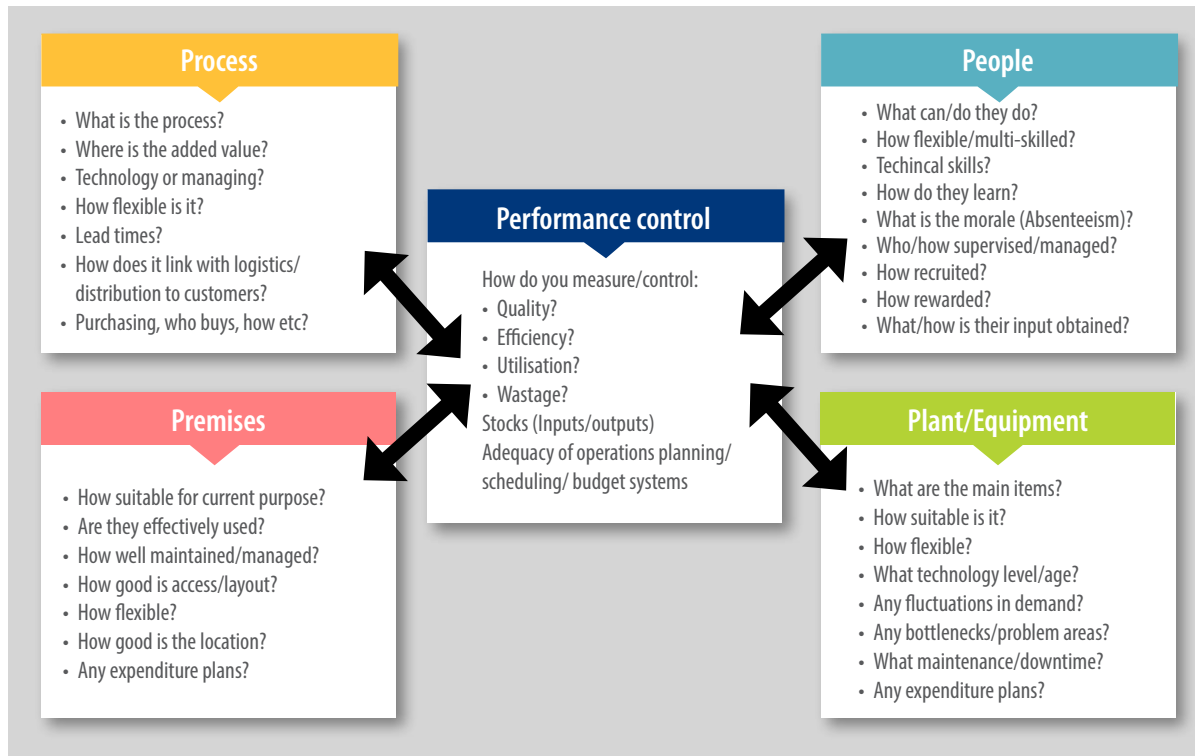 Process
• What is the process?
• Where is the added value?
• Technology or managing?
• How flexible is it?
• Lead times?
• How does it link with logistics/
distribution to customers?
• Purchasing, who buys, how etc?
People
• What can/do they do?
• How flexible/multi-skilled?
• Techincal skills?
• How do they learn?
• What is the morale (Absenteeism)?
• Who/how supervised/managed?
• How recruited?
• How rewarded?
• What/how is their input obtained?
Performance control
How do you measure/control:
• Quality?
• Efficiency?
• Utilisation?
• Wastage?
Stocks (Inputs/outputs)
Adequacy of operations planning/
scheduling/ budget systems
Premises
• How suitable for current purpose?
• Are they effectively used?
• How well maintained/managed?
• How good is access/layout?
• How flexible?
• How good is the location?
• Any expenditure plans?
Plant/Equipment
• What are the main items?
• How suitable is it?
• How flexible?
• What technology level/age?
• Any fluctuations in demand?
• Any bottlenecks/problem areas?
• What maintenance/downtime?
• Any expenditure plans?